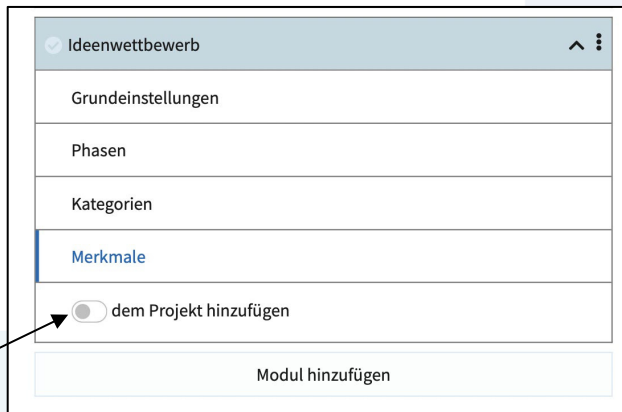 Ideenwettbewerb
Grundeinstellungen
Phasen
Kategorien
Merkmale
dem Projekt hinzufügen
Modul hinzufügen